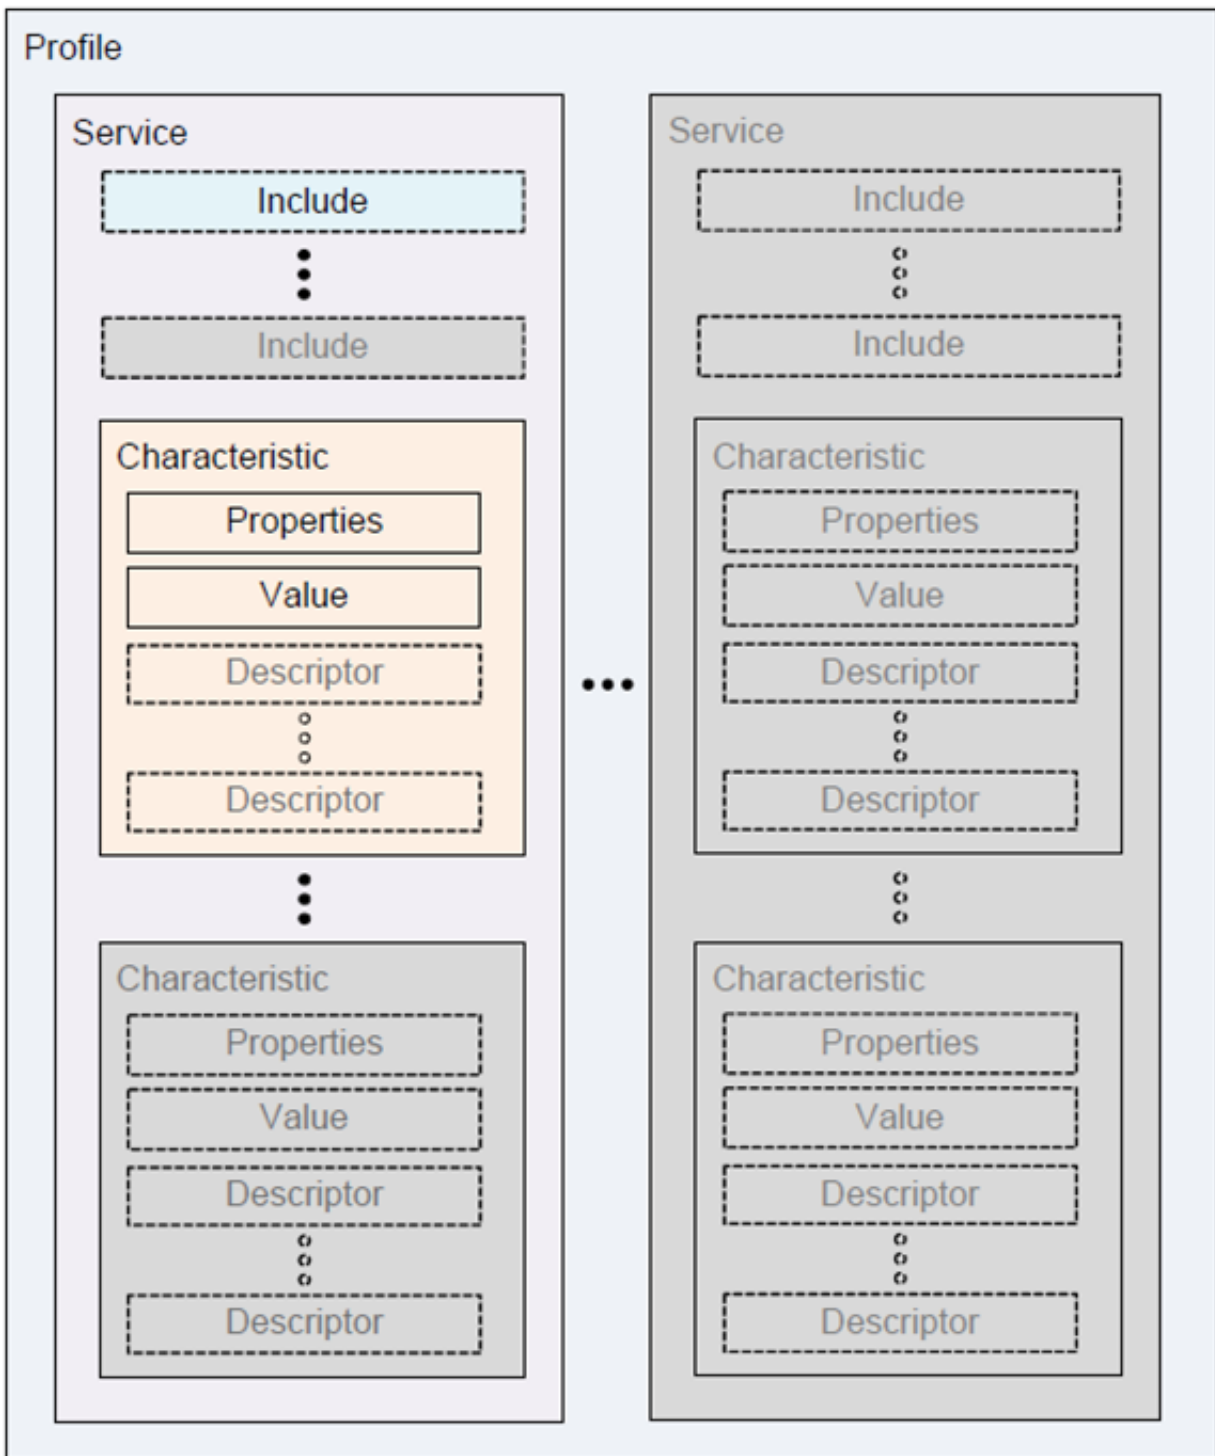 Profile
Service
Include
Include
Characteristic
Properties
Value
Descriptor
Descriptor
Characteristic
Properties
Value
Descriptor
Descriptor
Service
Include
Include
Characteristic
Properties
Value
Descriptor
Descriptor
Characteristic
Properties
Value
Descriptor
Descriptor